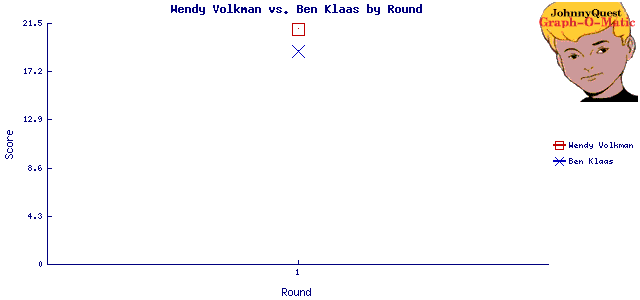 Wendy Volkman vs. Ben Klaas by Round
JohnnyQuest
Graph-O-Matic
21.5
17.2
12.9
8.6
4.3
0
Score
1
Round
Wendy Volkman
Ben Klaas